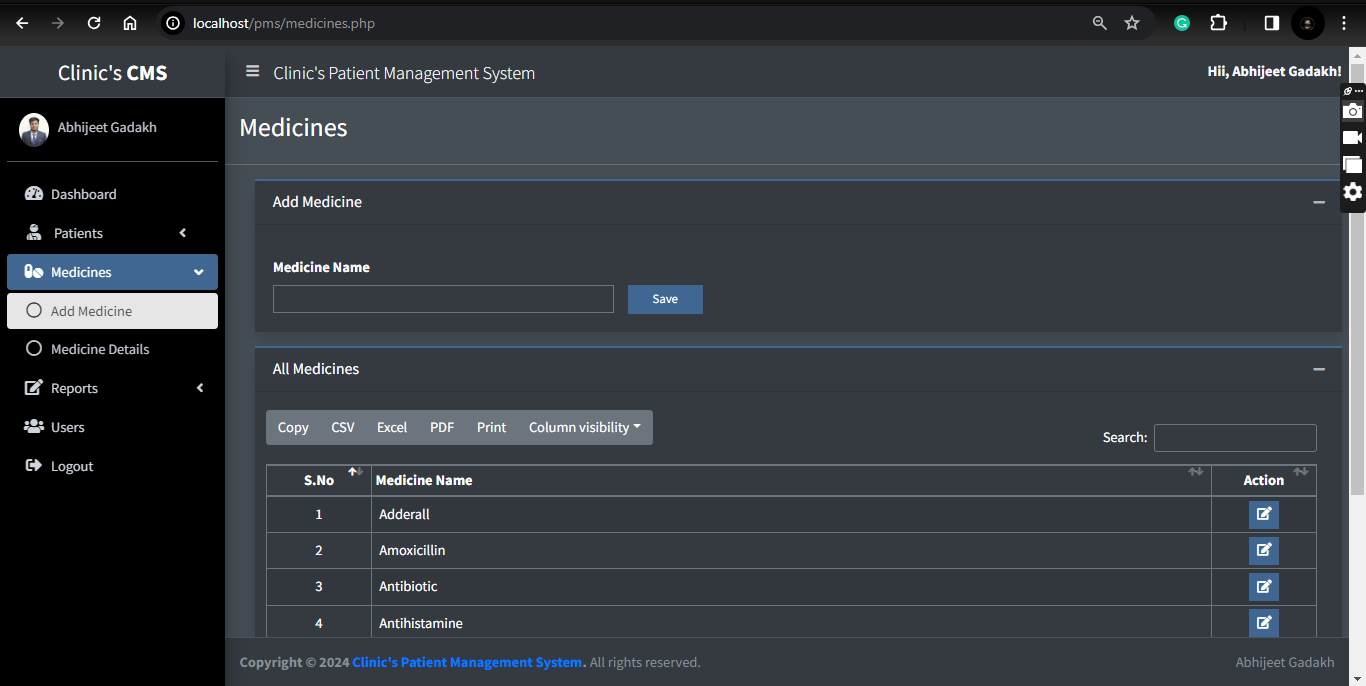 localhost/pms/medicines.php
Clinic's CMS
Clinic's Patient Management System
Hii, Abhijeet Gadakh!
Abhijeet Gadakh
Dashboard
Patients
Medicines
Add Medicine
Medicine Details
Reports
Users
Logout
Medicines
Add Medicine
Medicine Name
Save
All Medicines
Copy CSV Excel PDF Print Column visibility
Search:
S.No Medicine Name Action
1 Adderall
2 Amoxicillin
3 Antibiotic
4 Antihistamine
Copyright © 2024 Clinic's Patient Management System. All rights reserved.
Abhijeet Gadakh